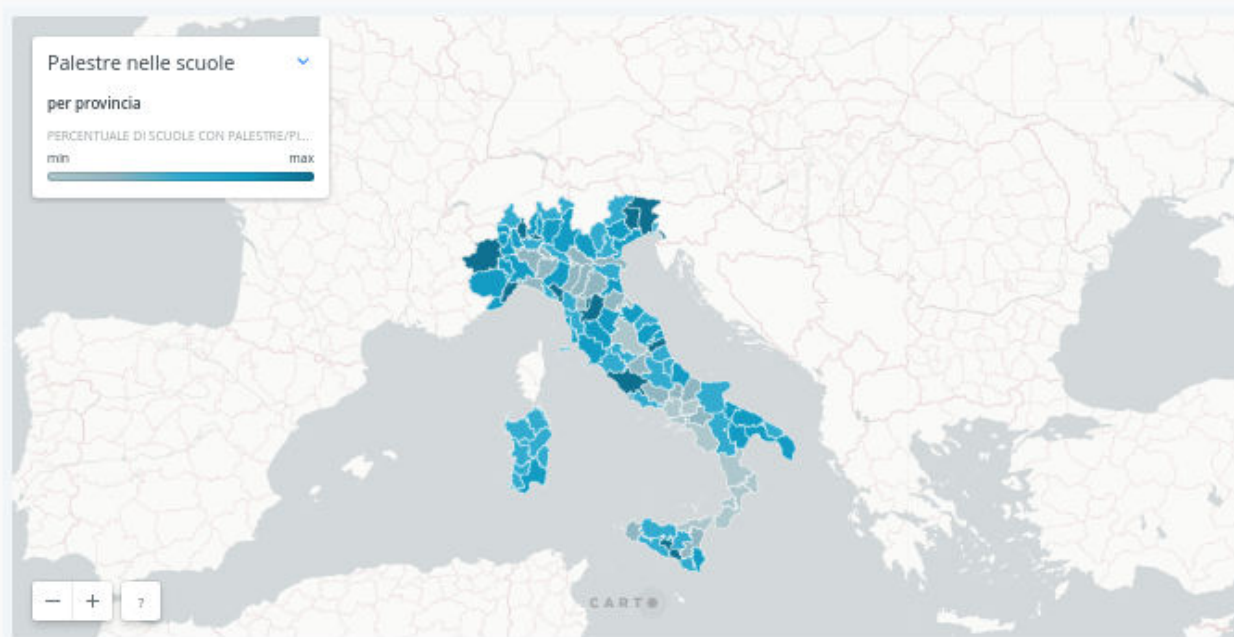 Palestre nelle scuole
per provincia
PERCENTUALE DI SCUOLE CON PALESTRE/PI...
min max
− + ?
CARTO